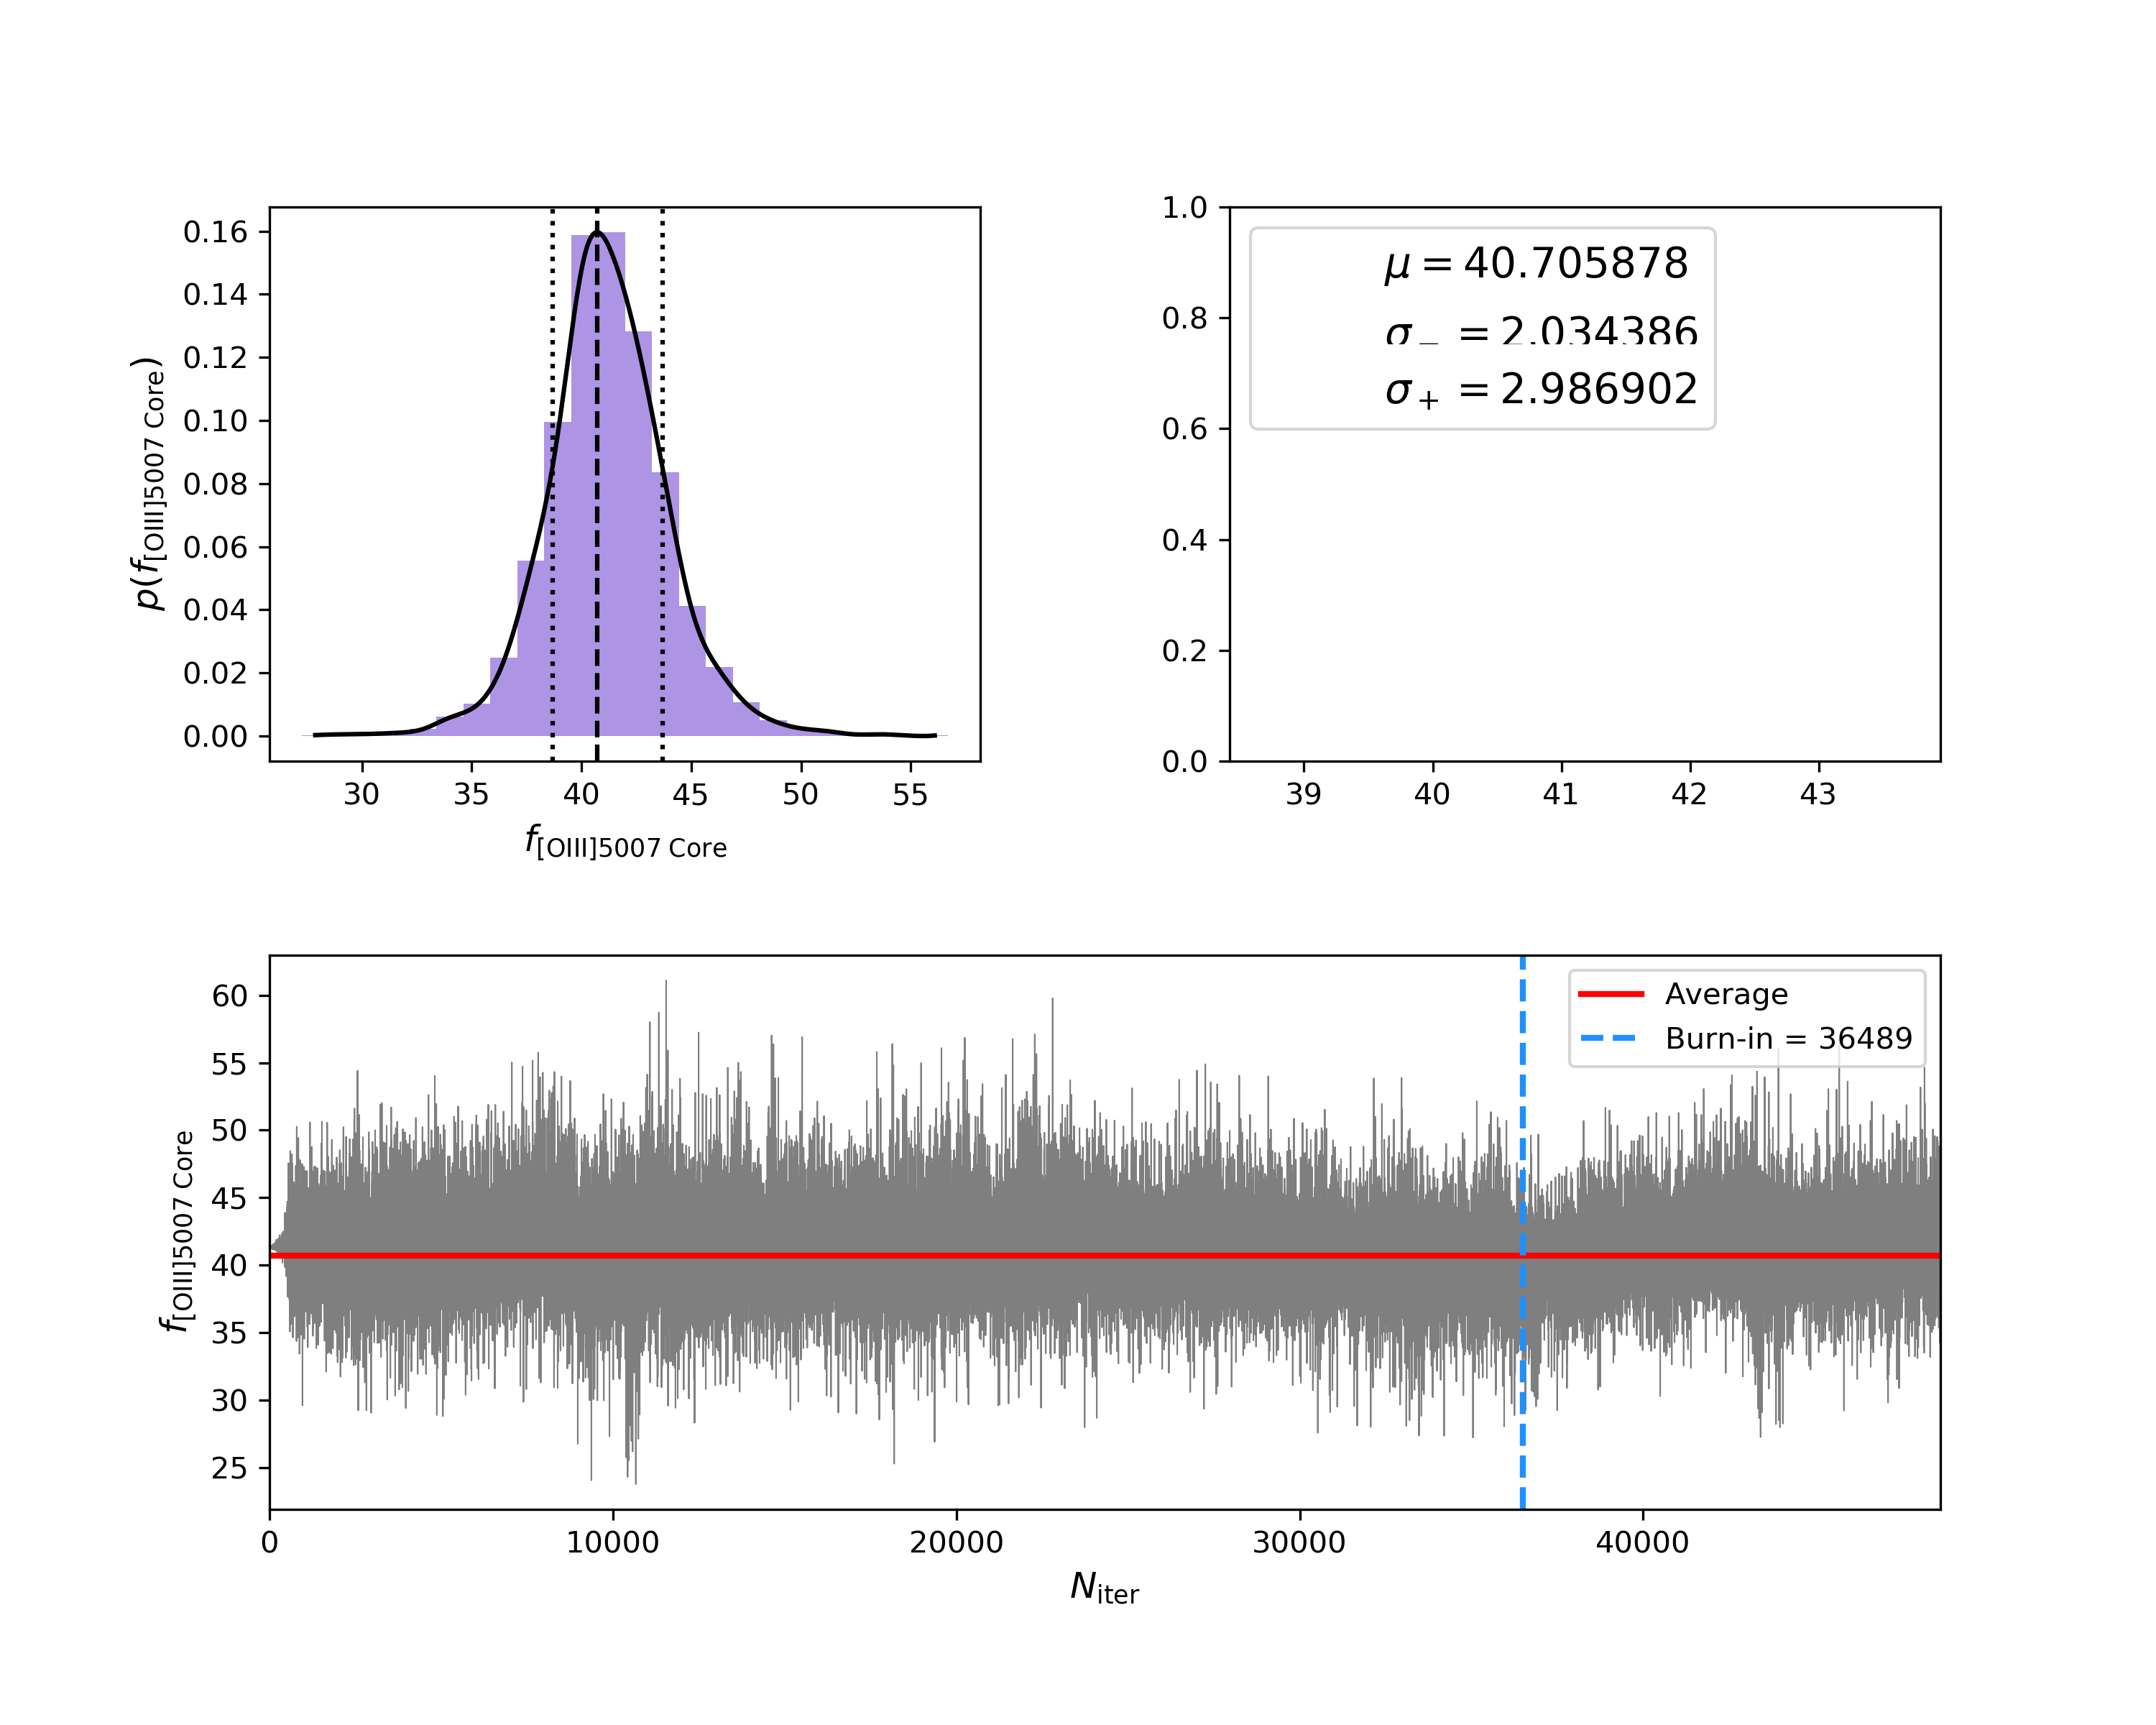 0.16
0.14
0.12
0.10
0.08
0.06
0.04
0.02
0.00
p(f[OIII]5007 Core)
30 35 40 45 50 55
f[OIII]5007 Core
1.0
0.8
0.6
0.4
0.2
0.0
μ = 40.705878
σ− = 2.034386
σ+ = 2.986902
39 40 41 42 43
60
55
50
45
40
35
30
25
f[OIII]5007 Core
Average
Burn-in = 36489
0 10000 20000 30000 40000
Niter